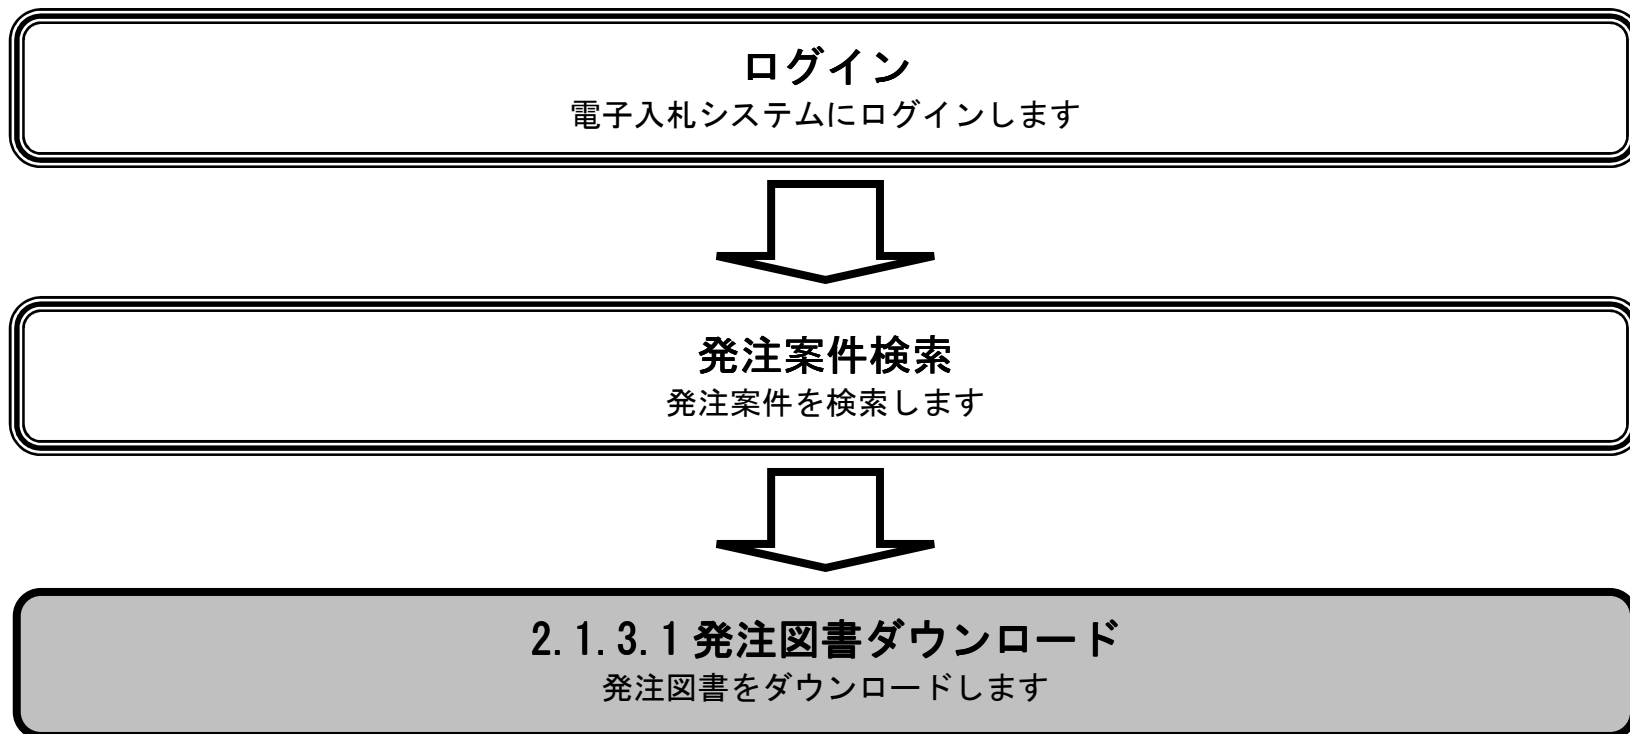 ログイン
電子入札システムにログインします
発注案件検索
発注案件を検索します
2.1.3.1 発注図書ダウンロード
発注図書をダウンロードします